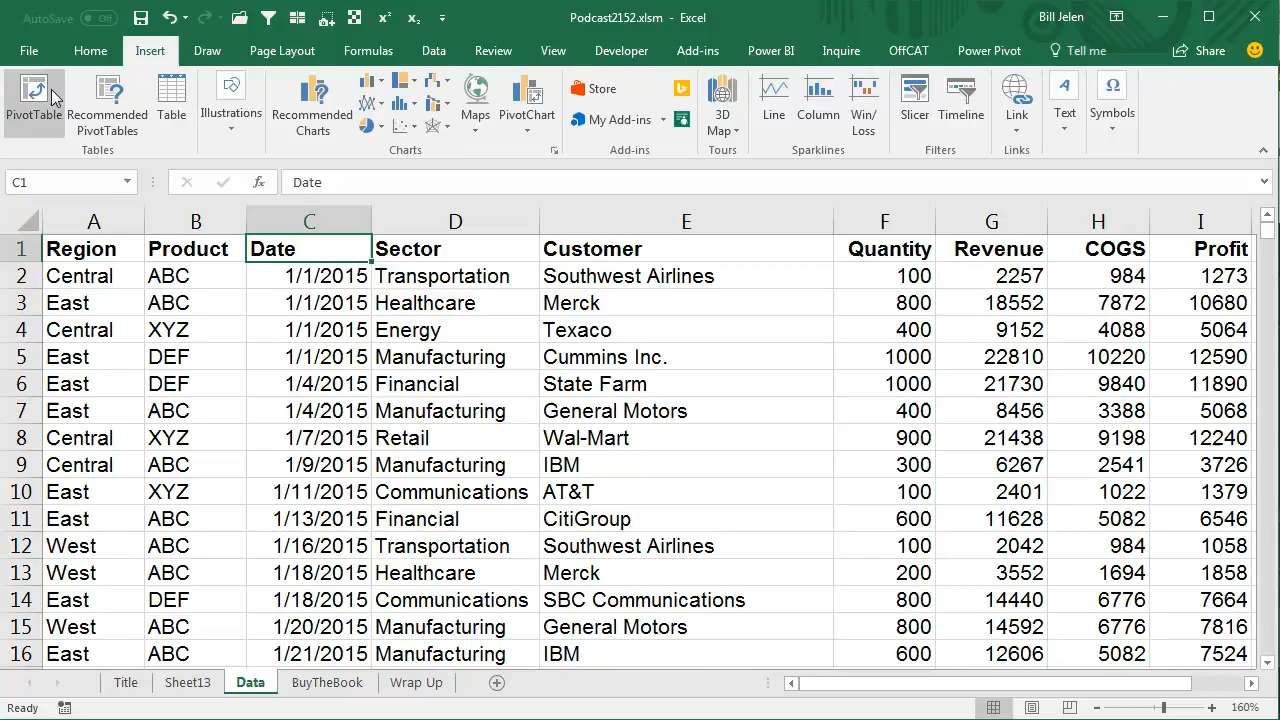 AutoSave Off Podcast2152.xlsm - Excel Bill Jelen
File Home Insert Draw Page Layout Formulas Data Review View Developer Add-ins Power BI Inquire OffCAT Power Pivot Tell me Share
PivotTable Recommended PivotTables Table Illustrations Recommended Charts Maps PivotChart Store My Add-ins 3D Map Line Column Win/Loss Slicer Timeline Link Text Symbols
Tables Charts Add-ins Tours Sparklines Filters Links
C1 fx Date
A B C D E F G H I
1 Region Product Date Sector Customer Quantity Revenue COGS Profit
2 Central ABC 1/1/2015 Transportation Southwest Airlines 100 2257 984 1273
3 East ABC 1/1/2015 Healthcare Merck 800 18552 7872 10680
4 Central XYZ 1/1/2015 Energy Texaco 400 9152 4088 5064
5 East DEF 1/1/2015 Manufacturing Cummins Inc. 1000 22810 10220 12590
6 East DEF 1/4/2015 Financial State Farm 1000 21730 9840 11890
7 East ABC 1/4/2015 Manufacturing General Motors 400 8456 3388 5068
8 Central XYZ 1/7/2015 Retail Wal-Mart 900 21438 9198 12240
9 Central ABC 1/9/2015 Manufacturing IBM 300 6267 2541 3726
10 East XYZ 1/11/2015 Communications AT&T 100 2401 1022 1379
11 East ABC 1/13/2015 Financial CitiGroup 600 11628 5082 6546
12 West ABC 1/16/2015 Transportation Southwest Airlines 100 2042 984 1058
13 West ABC 1/18/2015 Healthcare Merck 200 3552 1694 1858
14 East DEF 1/18/2015 Communications SBC Communications 800 14440 6776 7664
15 West ABC 1/20/2015 Manufacturing General Motors 800 14592 6776 7816
16 East ABC 1/21/2015 Manufacturing IBM 600 12606 5082 7524
Title Sheet13 Data BuyTheBook Wrap Up
Ready 160%